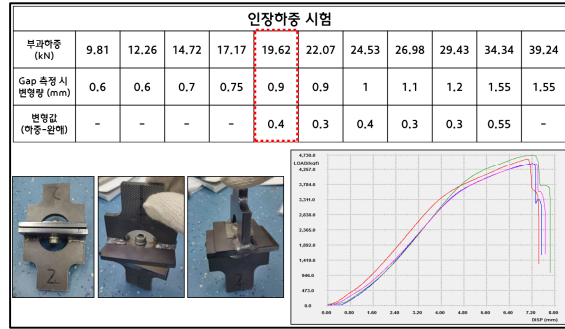 인장하중 시험
부과하중 (kN) 9.81 12.26 14.72 17.17 19.62 22.07 24.53 26.98 29.43 34.34 39.24
Gap 측정 시 변형량 (mm) 0.6 0.6 0.7 0.75 0.9 0.9 1 1.1 1.2 1.55 1.55
변형값 (하중-완해) - - - - 0.4 0.3 0.4 0.3 0.3 0.55 -
2
2
4,730.0
LOAD(kgf)
4,257.0
3,784.0
3,311.0
2,838.0
2,365.0
1,892.0
1,419.0
946.0
473.0
0.0
0.00 0.80 1.60 2.40 3.20 4.00 4.80 5.60 6.40 7.20 8.00
DISP (mm)